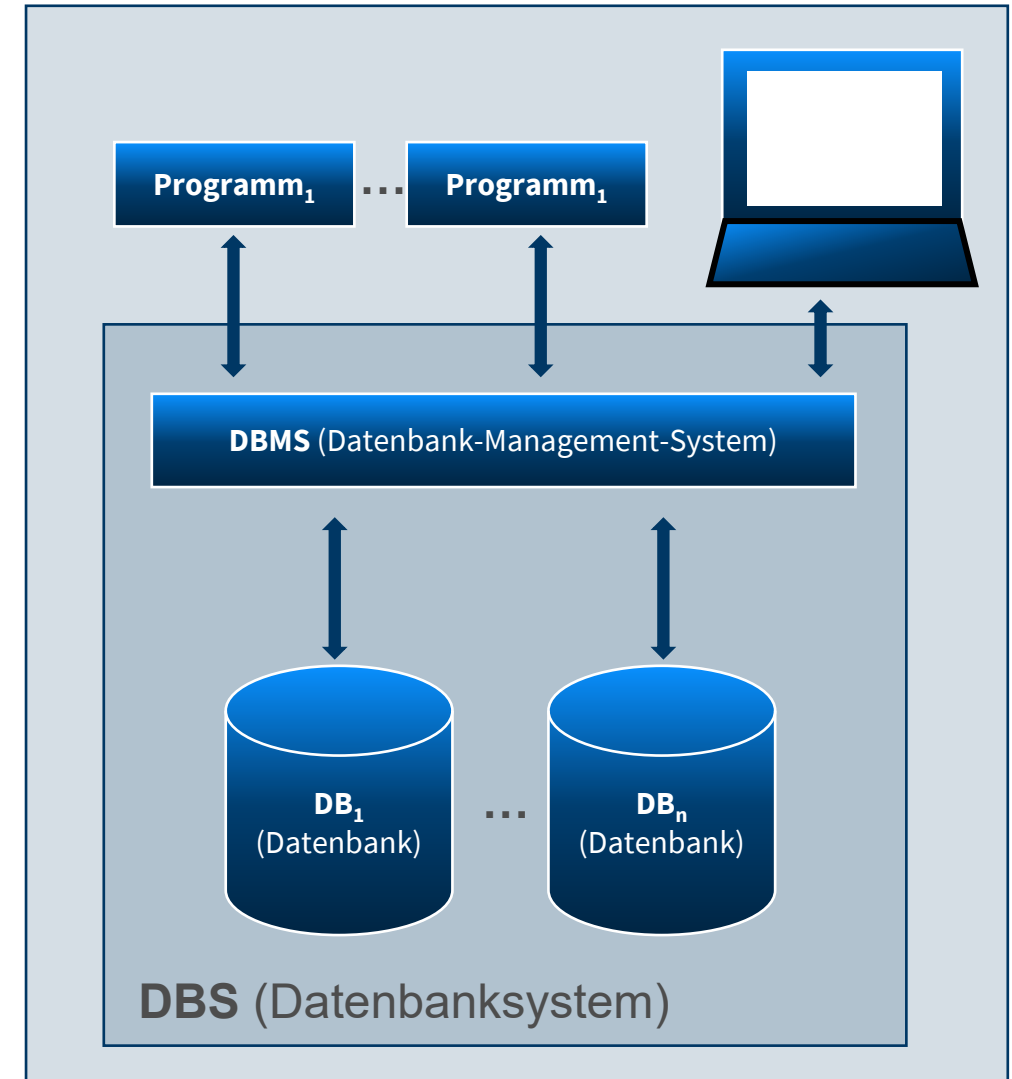 Programm₁ ... Programm₁
DBMS (Datenbank-Management-System)
DB₁ ... DBₙ
(Datenbank) (Datenbank)
DBS (Datenbanksystem)